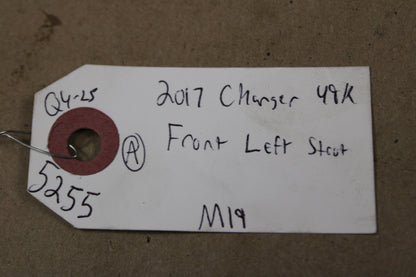 Q4-25
2017 Charger 49K
(A)
Front Left Strut
5255
M19